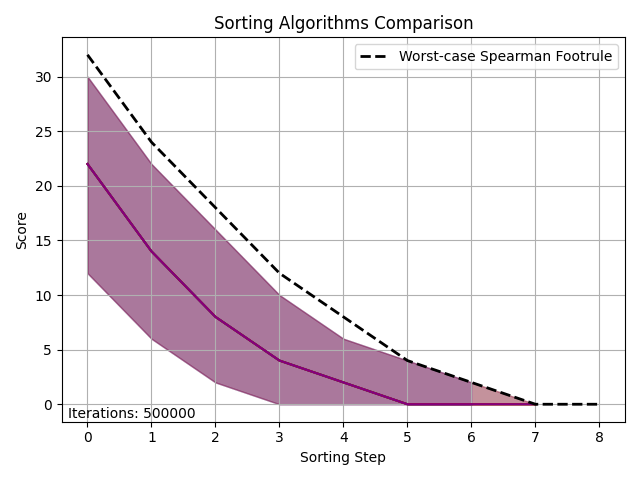 Sorting Algorithms Comparison
Worst-case Spearman Footrule
Score
30
25
20
15
10
5
0
Iterations: 500000
0 1 2 3 4 5 6 7 8
Sorting Step